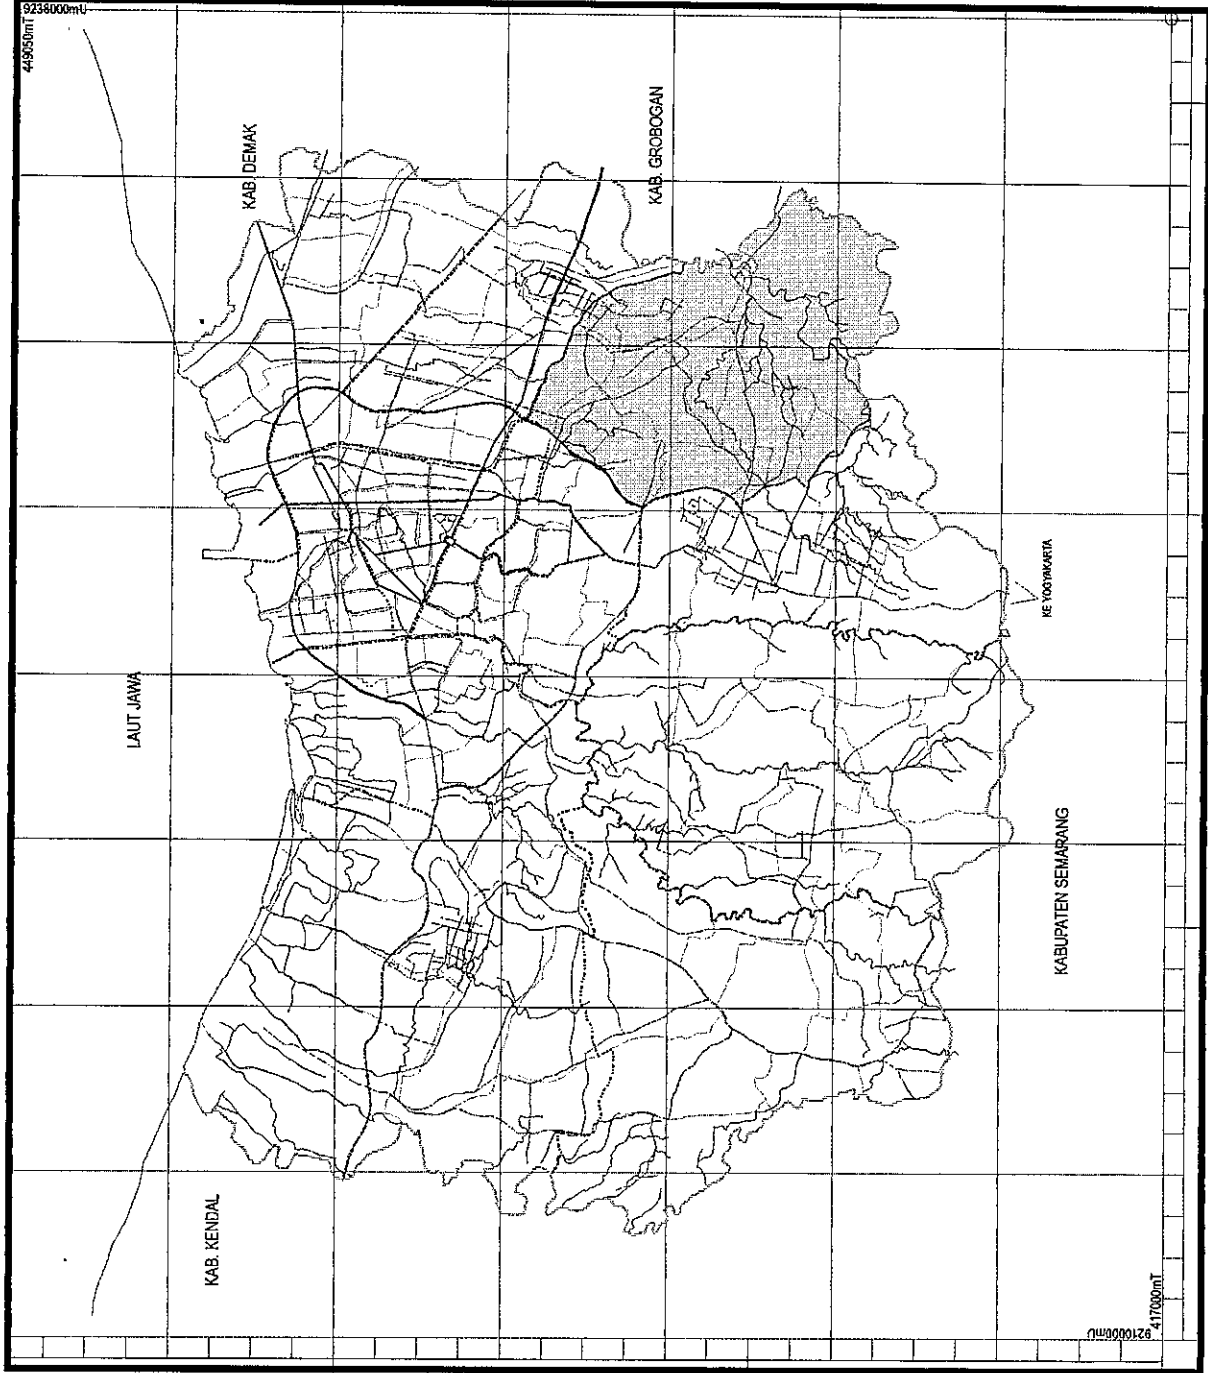 9238000mU
449050mT
KAB. DEMAK
KAB. GROBOGAN
LAUT JAWA
KE YOGYAKARTA
KABUPATEN SEMARANG
KAB. KENDAL
417000mT
9210000mU